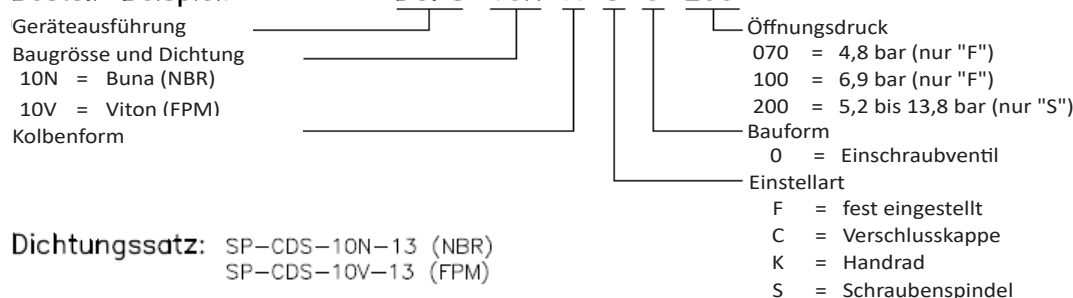 Geräteausführung
Baugrösse und Dichtung
10N = Buna (NBR)
10V = Viton (FPM)
Kolbenform
Öffnungsdruck
070 = 4,8 bar (nur "F")
100 = 6,9 bar (nur "F")
200 = 5,2 bis 13,8 bar (nur "S")
Bauform
0 = Einschraubventil
Einstellart
F = fest eingestellt
C = Verschlusskappe
K = Handrad
S = Schraubenspindel
Dichtungssatz: SP-CDS-10N-13 (NBR)
SP-CDS-10V-13 (FPM)